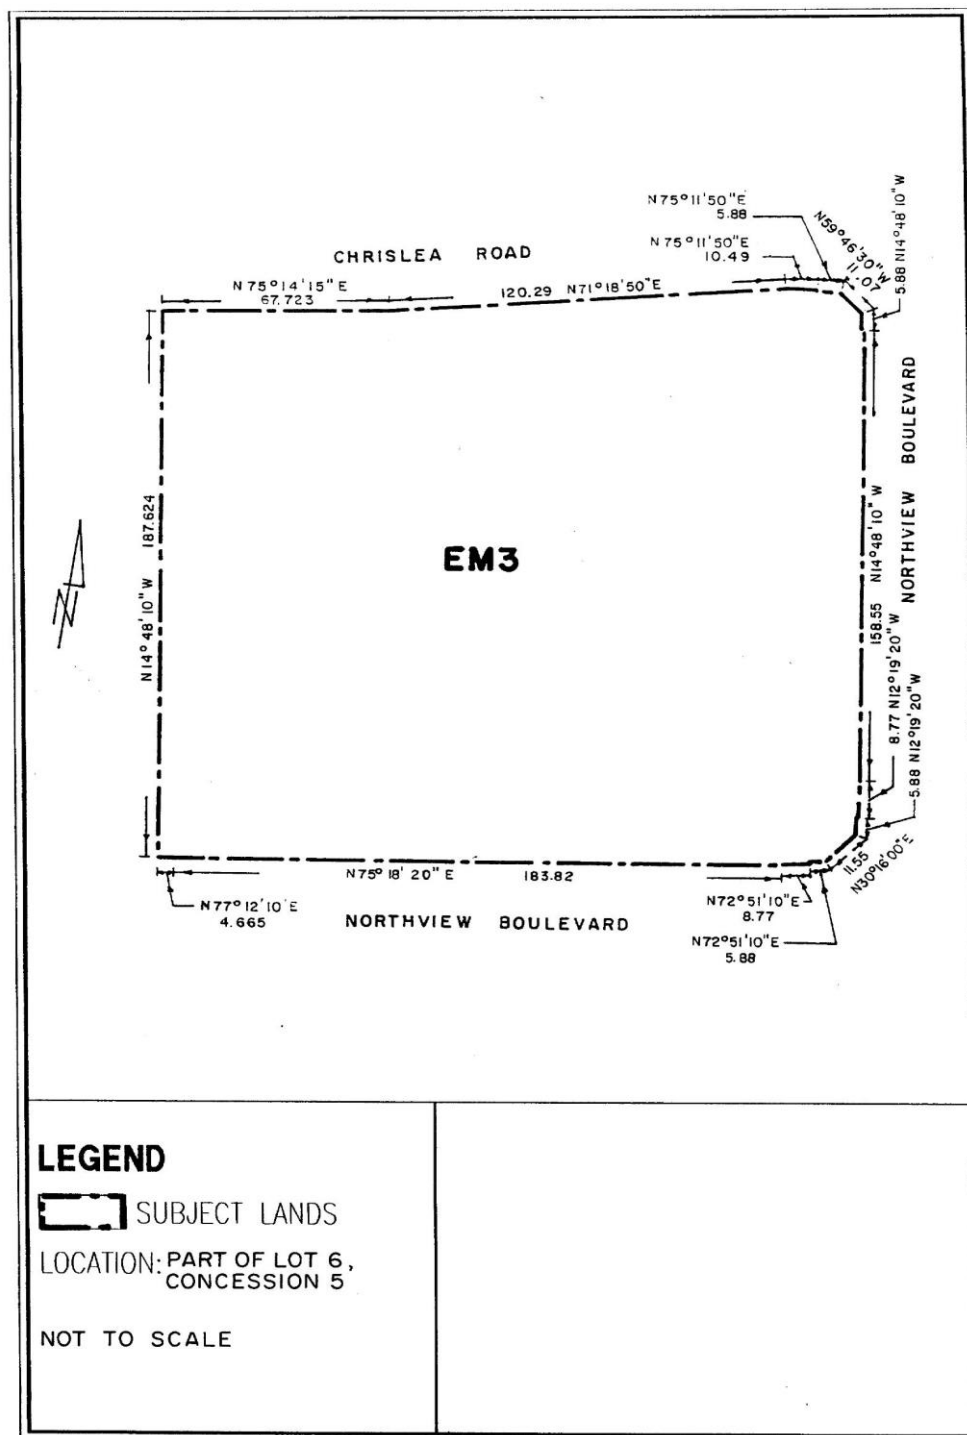 N75°11'50"E
5.88
N59°46'30"W
11.07
5.88 N14°48'10"W
CHRISLEA ROAD
N 75°11'50"E
10.49
N 75°14'15"E
67.723
120.29 N71°18'50"E
N14°48'10"W 187.624
EM3
158.55 N14°48'10"W
NORTHVIEW BOULEVARD
8.77 N12°19'20"W
5.88 N12°19'20"W
11.55
N30°16'00"E
N75°18'20"E 183.82
N77°12'10"E
4.665
NORTHVIEW BOULEVARD
N72°51'10"E
8.77
N72°51'10"E
5.88
LEGEND
SUBJECT LANDS
LOCATION: PART OF LOT 6,
CONCESSION 5
NOT TO SCALE